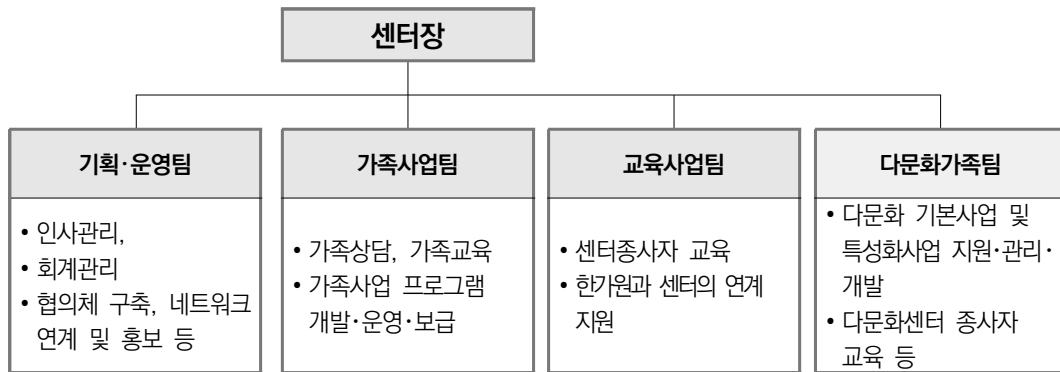 센터장
기획·운영팀
• 인사관리,
• 회계관리
• 협의체 구축, 네트워크
연계 및 홍보 등
가족사업팀
• 가족상담, 가족교육
• 가족사업 프로그램
개발·운영·보급
교육사업팀
• 센터종사자 교육
• 한가원과 센터의 연계
지원
다문화가족팀
• 다문화 기본사업 및
특성화사업 지원·관리·
개발
• 다문화센터 종사자
교육 등